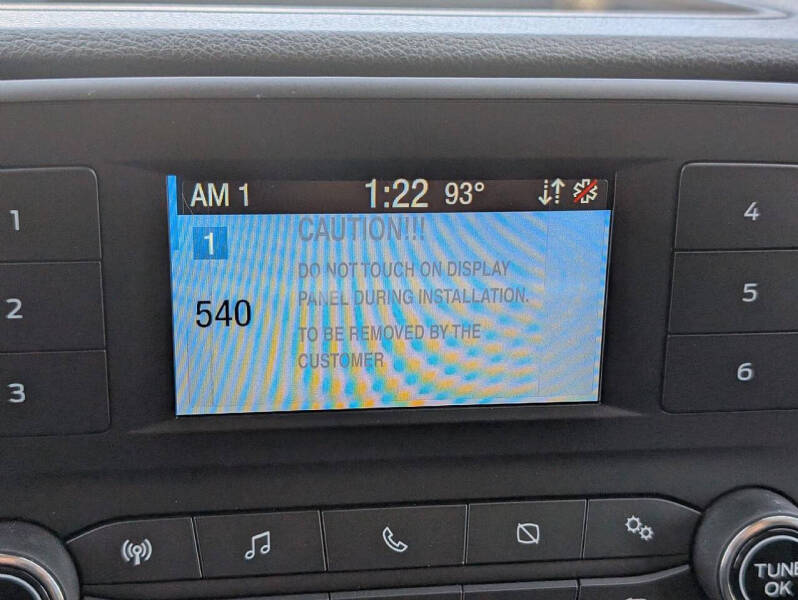 AM 1 1:22 93°
1
CAUTION!!!
DO NOT TOUCH ON DISPLAY
PANEL DURING INSTALLATION.
540
TO BE REMOVED BY THE
CUSTOMER
1
2
3
4
5
6
TUNE
OK